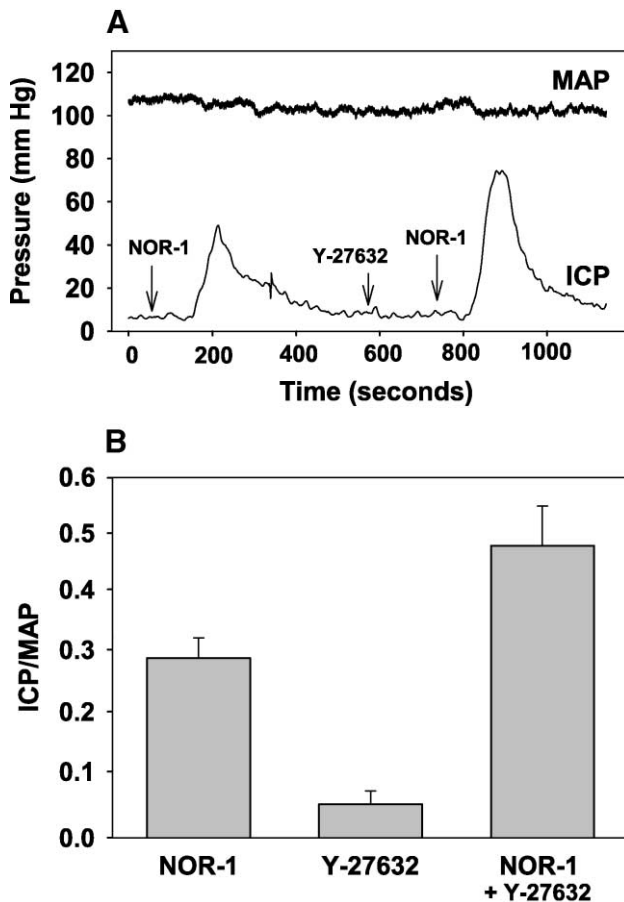 A
Pressure (mm Hg)
120
100
80
60
40
20
0
MAP
NOR-1
Y-27632
NOR-1
ICP
0 200 400 600 800 1000
Time (seconds)
B
ICP/MAP
0.6
0.5
0.4
0.3
0.2
0.1
0.0
NOR-1 Y-27632 NOR-1
+ Y-27632